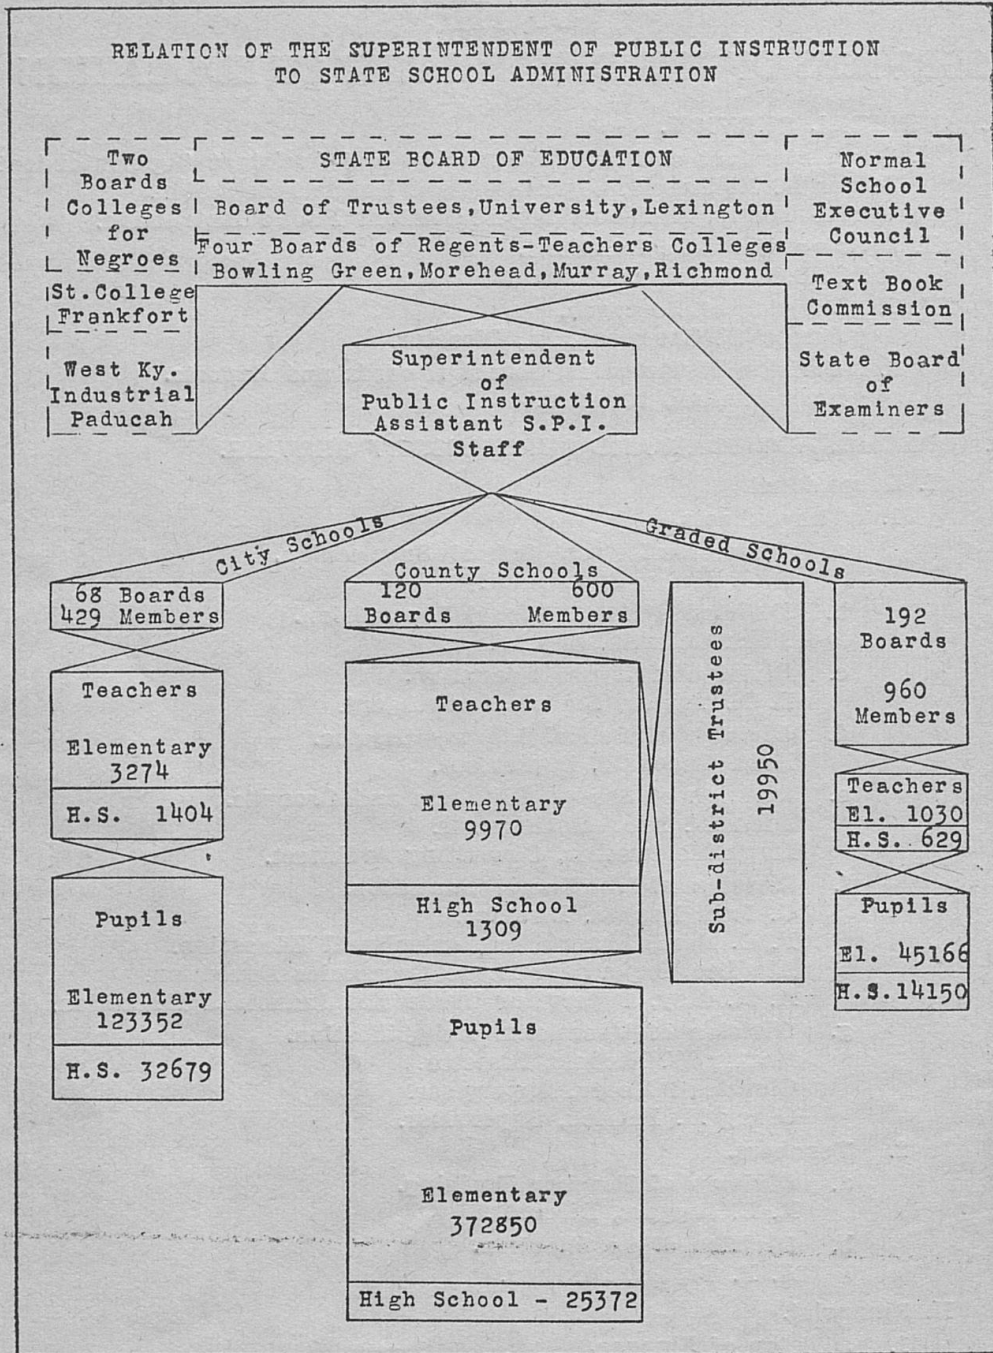 RELATION OF THE SUPERINTENDENT OF PUBLIC INSTRUCTION
TO STATE SCHOOL ADMINISTRATION
Two
Boards
Colleges
for
Negroes
St.College
Frankfort
West Ky.
Industrial
Paducah
STATE BOARD OF EDUCATION
Board of Trustees,University,Lexington
Four Boards of Regents-Teachers Colleges
Bowling Green,Morehead,Murray,Richmond
Normal
School
Executive
Council
Text Book
Commission
State Board
of
Examiners
Superintendent
of
Public Instruction
Assistant S.P.I.
Staff
City Schools
68 Boards
429 Members
Teachers
Elementary
3274
H.S. 1404
Pupils
Elementary
123352
H.S. 32679
County Schools
120 600
Boards Members
Teachers
Elementary
9970
High School
1309
Pupils
Elementary
372850
High School - 25372
Sub-district Trustees
19950
Graded Schools
192
Boards
960
Members
Teachers
El. 1030
H.S. 629
Pupils
El. 45166
H.S.14150